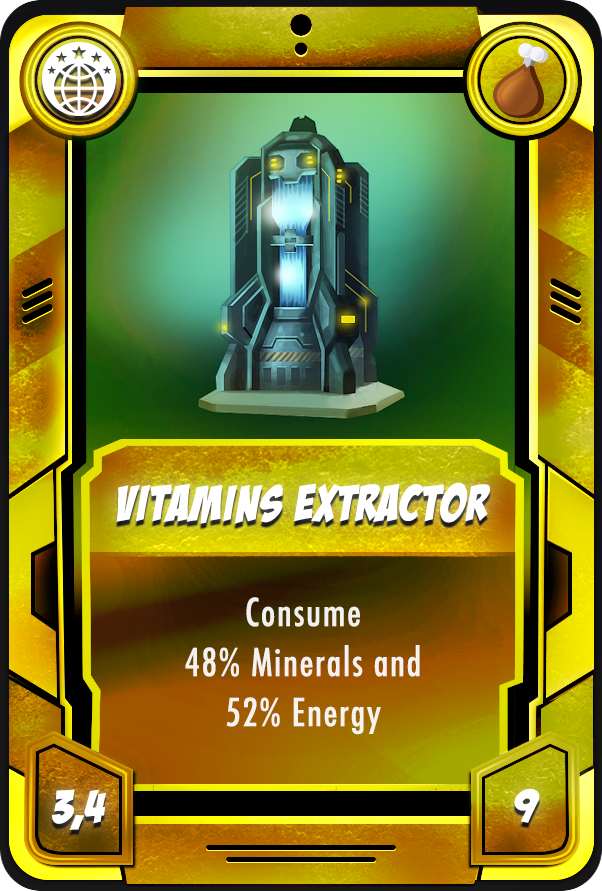 VITAMINS EXTRACTOR
Consume
48% Minerals and
52% Energy
3,4
9